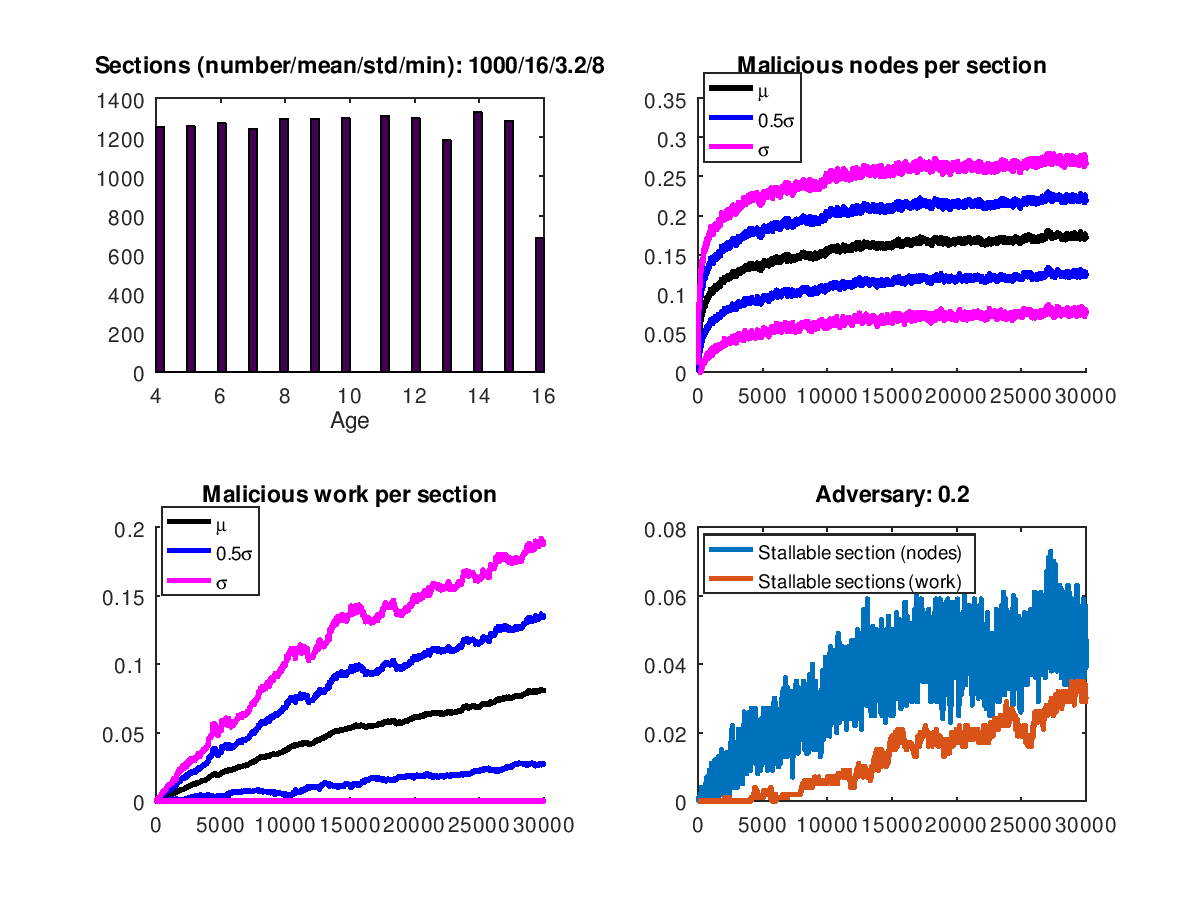 Sections (number/mean/std/min): 1000/16/3.2/8
1400
1200
1000
800
600
400
200
0
4 6 8 10 12 14 16
Age
Malicious nodes per section
μ
0.5σ
σ
0.35
0.3
0.25
0.2
0.15
0.1
0.05
0
0 5000 10000 15000 20000 25000 30000
Malicious work per section
μ
0.5σ
σ
0.2
0.15
0.1
0.05
0
0 5000 10000 15000 20000 25000 30000
Adversary: 0.2
Stallable section (nodes)
Stallable sections (work)
0.08
0.06
0.04
0.02
0
0 5000 10000 15000 20000 25000 30000